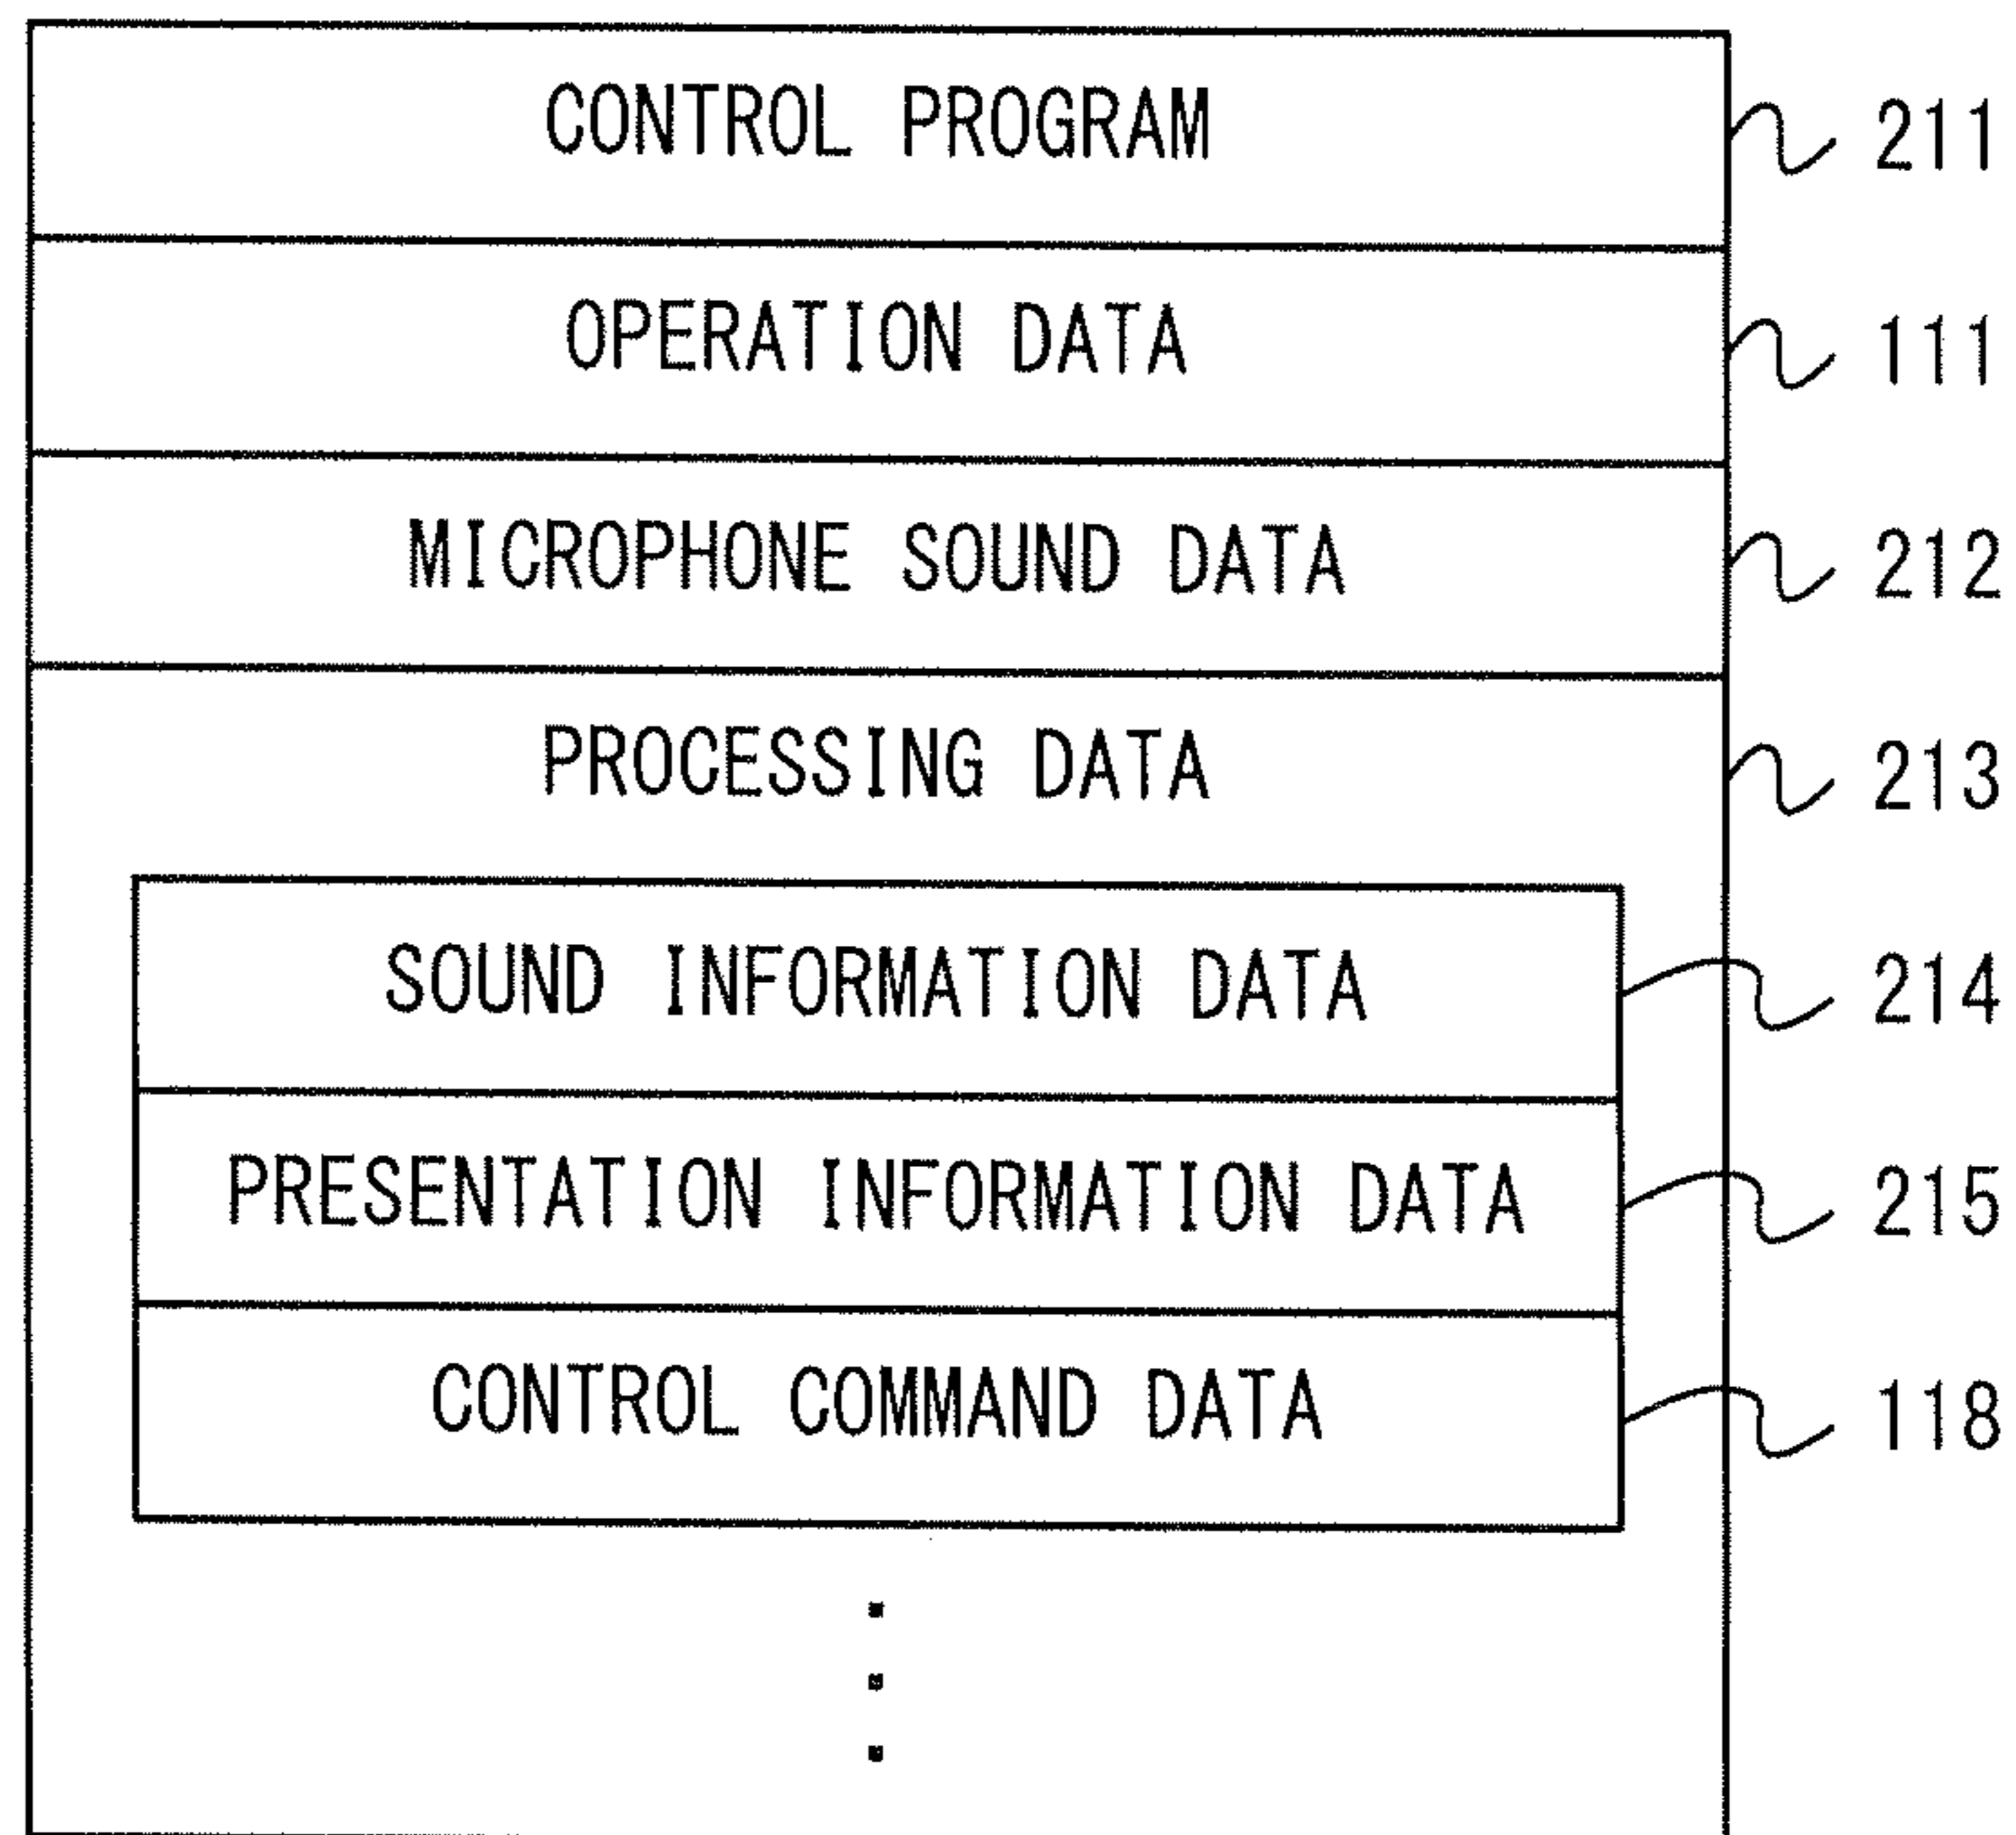 CONTROL PROGRAM 211
OPERATION DATA 111
MICROPHONE SOUND DATA 212
PROCESSING DATA 213
SOUND INFORMATION DATA 214
PRESENTATION INFORMATION DATA 215
CONTROL COMMAND DATA 118